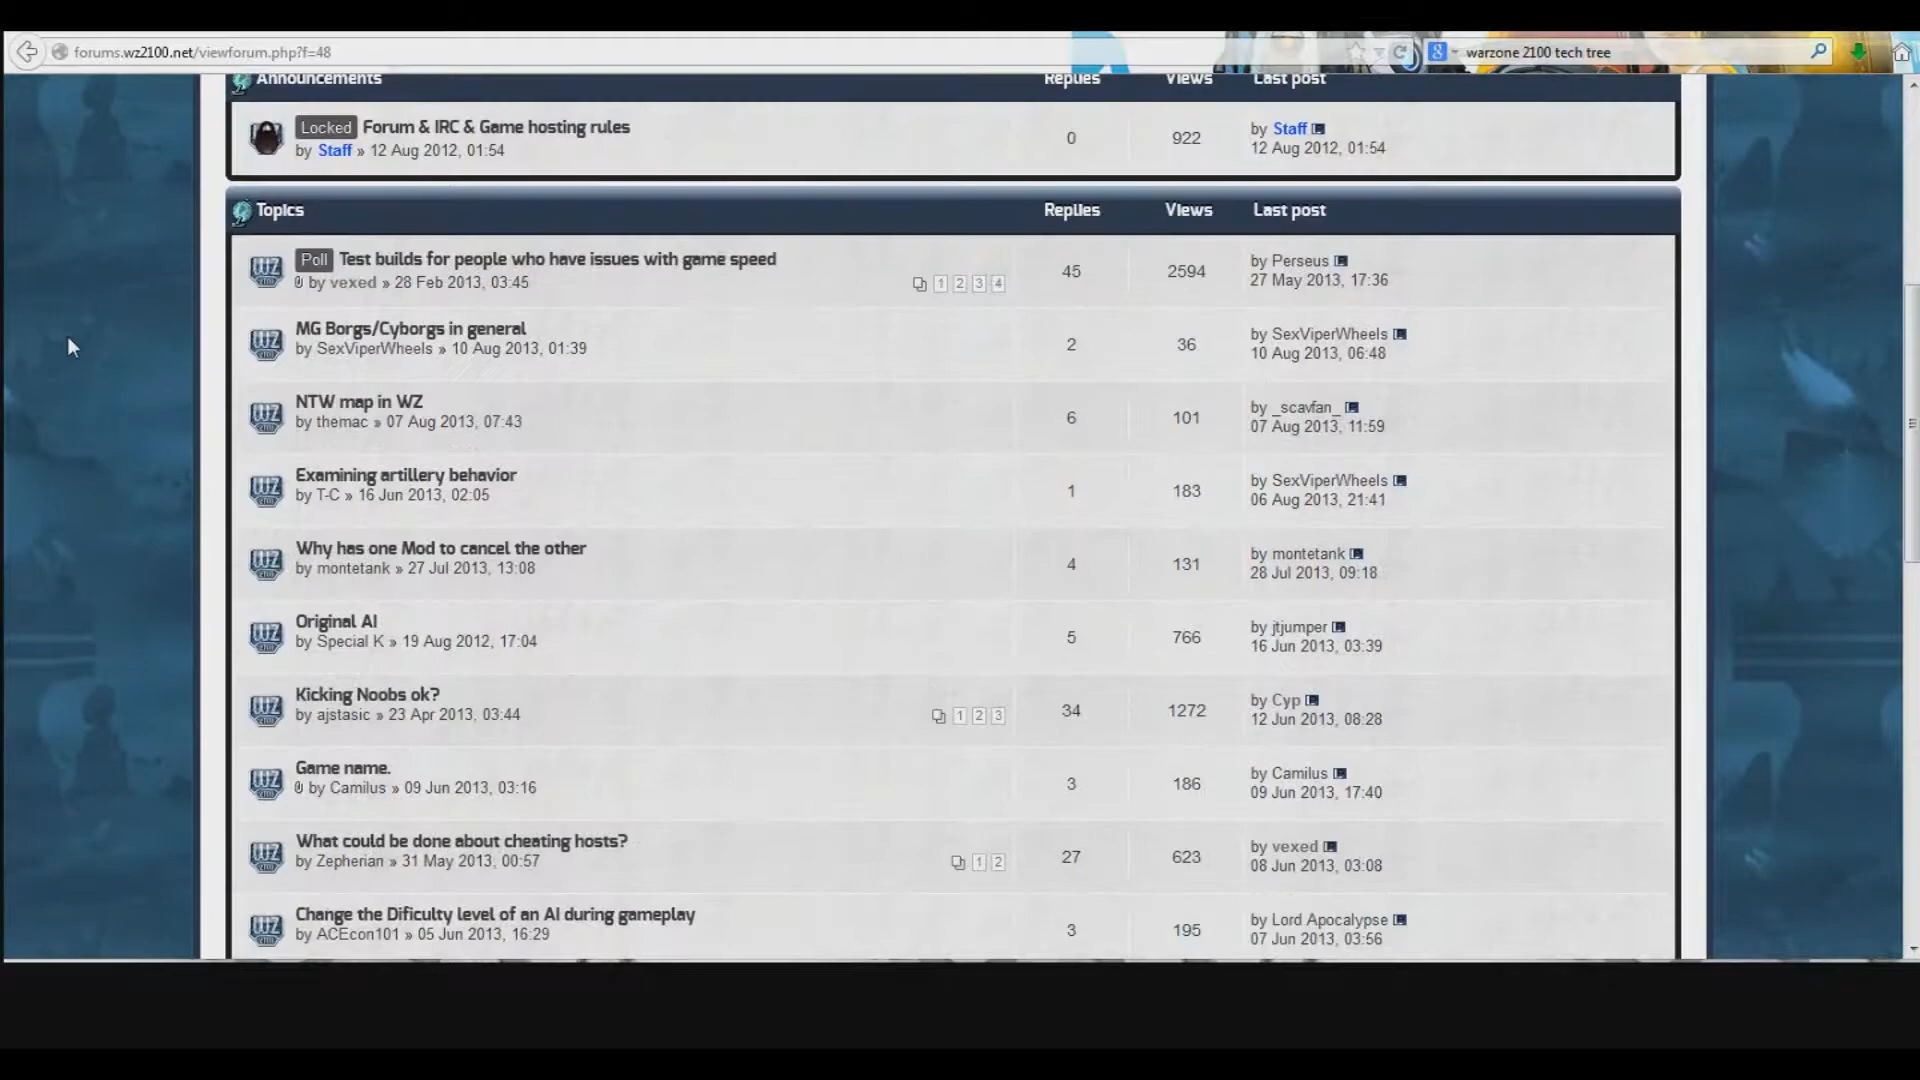 forums.wz2100.net/viewforum.php?f=48
warzone 2100 tech tree
Announcements Replies Views Last post
Locked Forum & IRC & Game hosting rules
by Staff » 12 Aug 2012, 01:54
0 922
by Staff
12 Aug 2012, 01:54
Topics Replies Views Last post
Poll Test builds for people who have issues with game speed
by vexed » 28 Feb 2013, 03:45
1 2 3 4
45 2594
by Perseus
27 May 2013, 17:36
MG Borgs/Cyborgs in general
by SexViperWheels » 10 Aug 2013, 01:39
2 36
by SexViperWheels
10 Aug 2013, 06:48
NTW map in WZ
by themac » 07 Aug 2013, 07:43
6 101
by _scavfan_
07 Aug 2013, 11:59
Examining artillery behavior
by T-C » 16 Jun 2013, 02:05
1 183
by SexViperWheels
06 Aug 2013, 21:41
Why has one Mod to cancel the other
by montetank » 27 Jul 2013, 13:08
4 131
by montetank
28 Jul 2013, 09:18
Original AI
by Special K » 19 Aug 2012, 17:04
5 766
by jtjumper
16 Jun 2013, 03:39
Kicking Noobs ok?
by ajstasic » 23 Apr 2013, 03:44
1 2 3
34 1272
by Cyp
12 Jun 2013, 08:28
Game name.
by Camilus » 09 Jun 2013, 03:16
3 186
by Camilus
09 Jun 2013, 17:40
What could be done about cheating hosts?
by Zepherian » 31 May 2013, 00:57
1 2
27 623
by vexed
08 Jun 2013, 03:08
Change the Dificulty level of an AI during gameplay
by ACEcon101 » 05 Jun 2013, 16:29
3 195
by Lord Apocalypse
07 Jun 2013, 03:56